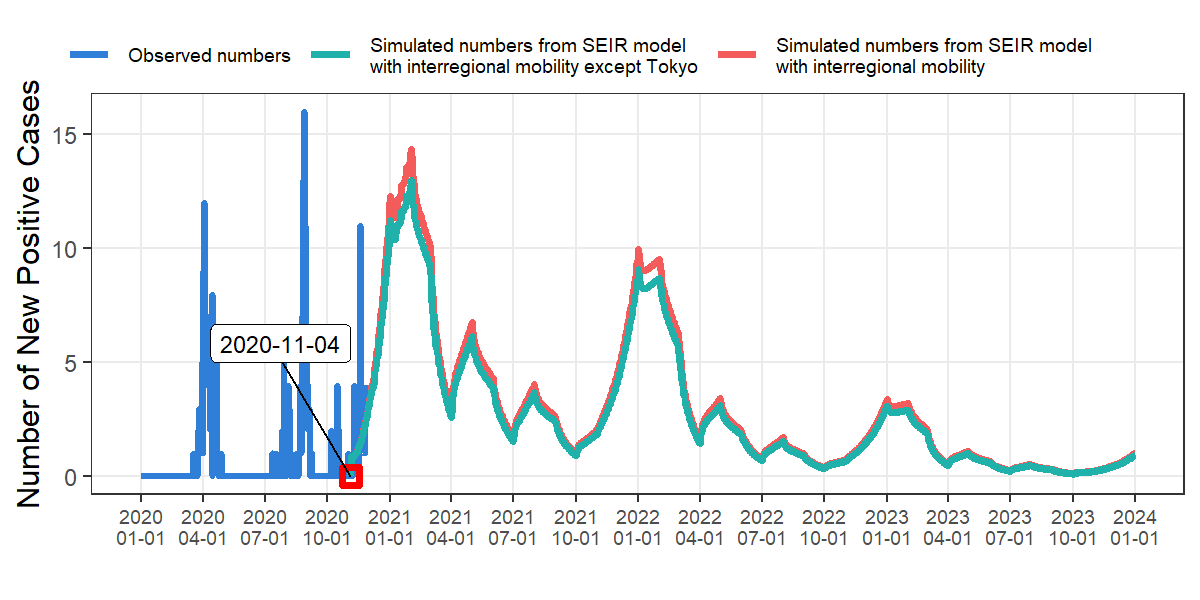 Observed numbers
Simulated numbers from SEIR model
with interregional mobility except Tokyo
Simulated numbers from SEIR model
with interregional mobility
Number of New Positive Cases
15
10
5
0
2020-11-04
2020 2020 2020 2020 2021 2021 2021 2021 2022 2022 2022 2022 2023 2023 2023 2023 2024
01-01 04-01 07-01 10-01 01-01 04-01 07-01 10-01 01-01 04-01 07-01 10-01 01-01 04-01 07-01 10-01 01-01